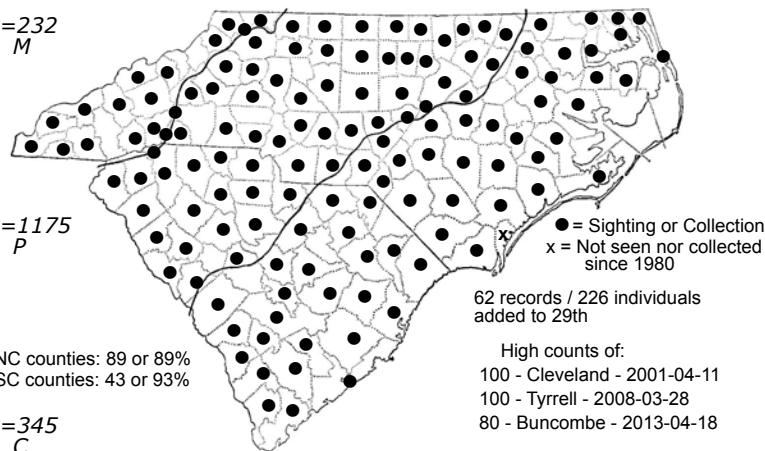 =232
M
=1175
P
= Sighting or Collection
x
x = Not seen nor collected
since 1980
62 records / 226 individuals
added to 29th
NC counties: 89 or 89%
SC counties: 43 or 93%
High counts of:
100 - Cleveland - 2001-04-11
100 - Tyrrell - 2008-03-28
80 - Buncombe - 2013-04-18
=345
C